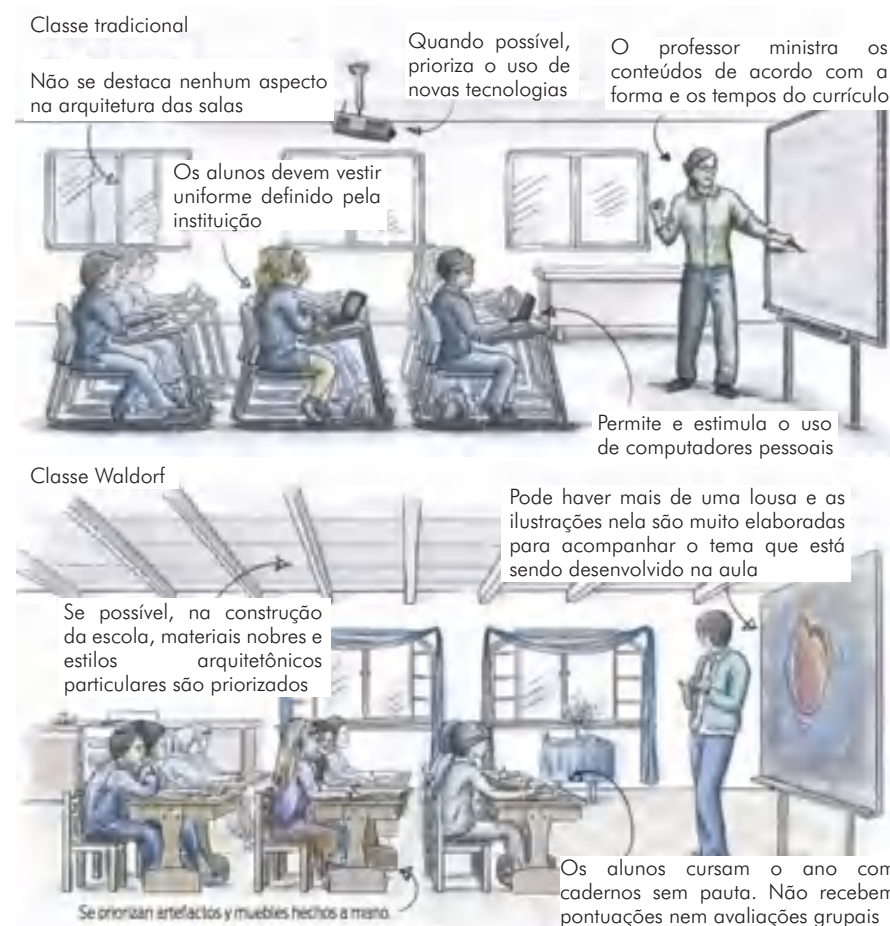 Classe tradicional
Não se destaca nenhum aspecto
na arquitetura das salas
Quando possível,
prioriza o uso de
novas tecnologias
O professor ministra os
conteúdos de acordo com a
forma e os tempos do currículo
Os alunos devem vestir
uniforme definido pela
instituição
Permite e estimula o uso
de computadores pessoais
Classe Waldorf
Pode haver mais de uma lousa e as
ilustrações nela são muito elaboradas
para acompanhar o tema que está
sendo desenvolvido na aula
Se possível, na construção
da escola, materiais nobres e
estilos arquitetônicos
particulares são priorizados
Os alunos cursam o ano com
cadernos sem pauta. Não recebem
pontuações nem avaliações grupais
Se priorizan artefactos y muebles hechos a mano.